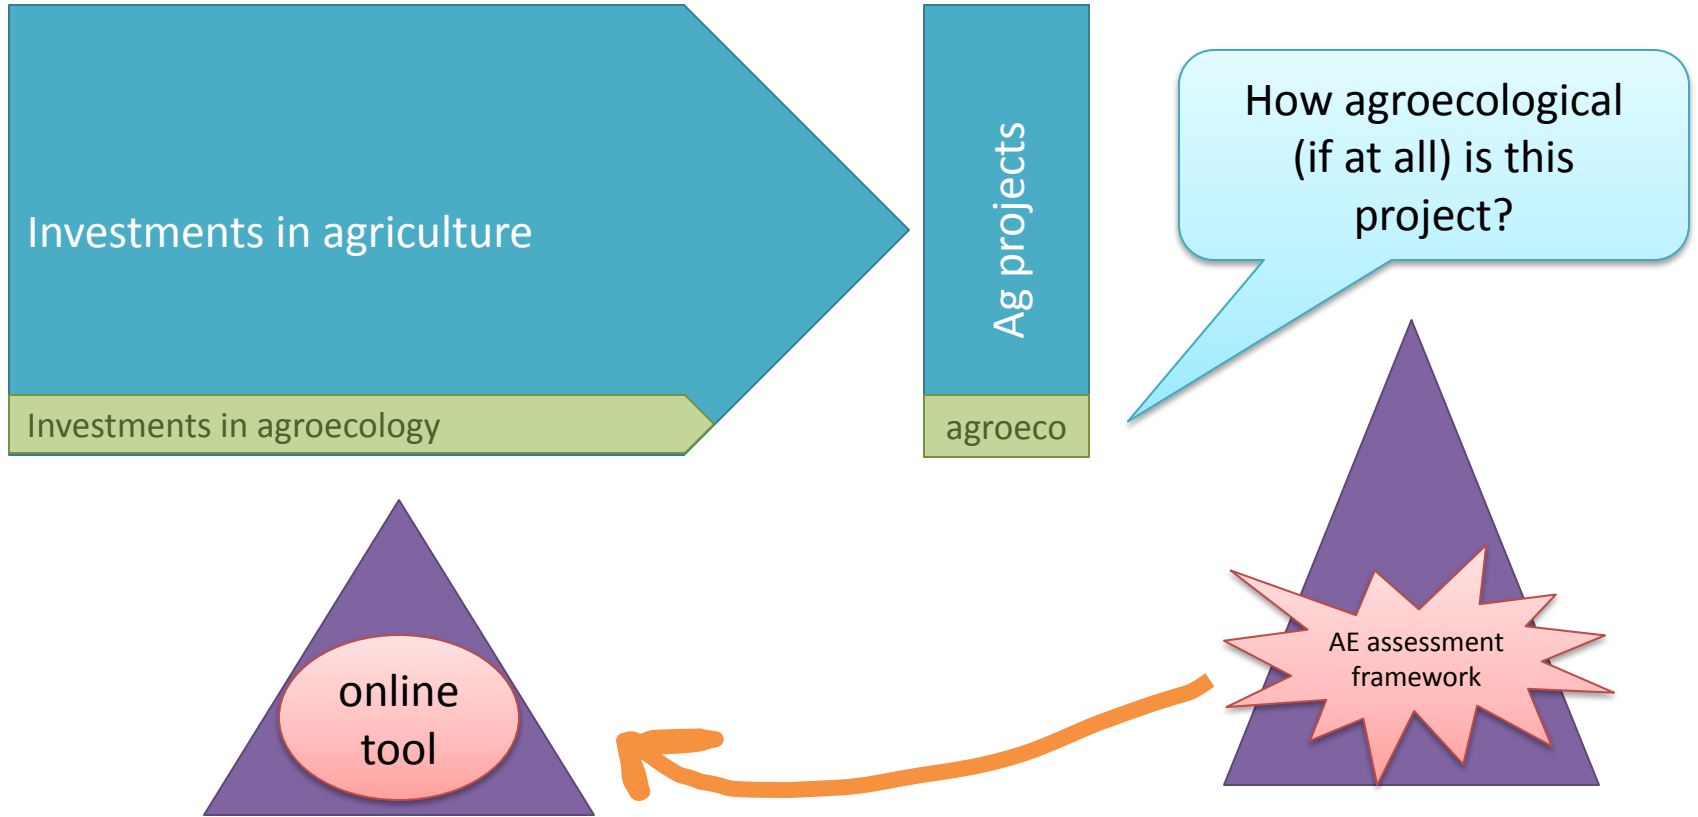 Investments in agriculture
Investments in agroecology
Ag projects
agroeco
How agroecological
(if at all) is this
project?
online
tool
AE assessment
framework